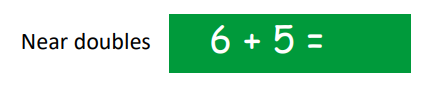 Near doubles 6 + 5 =